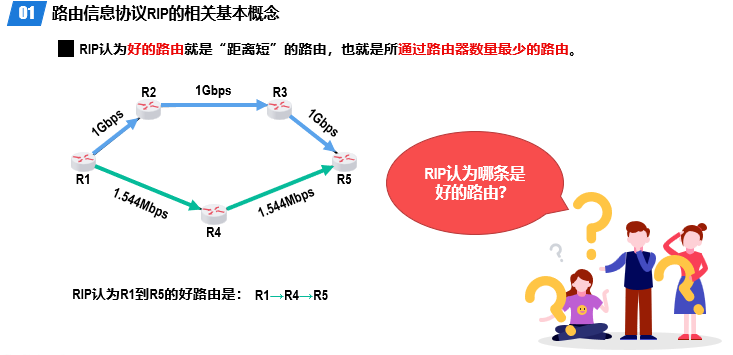 01 路由信息协议RIP的相关基本概念
RIP认为好的路由就是“距离短”的路由，也就是所通过路由器数量最少的路由。
R2
1Gbps
R3
1Gbps
1Gbps
R1
R5
1.544Mbps
1.544Mbps
R4
RIP认为哪条是
好的路由？
RIP认为R1到R5的好路由是： R1→R4→R5